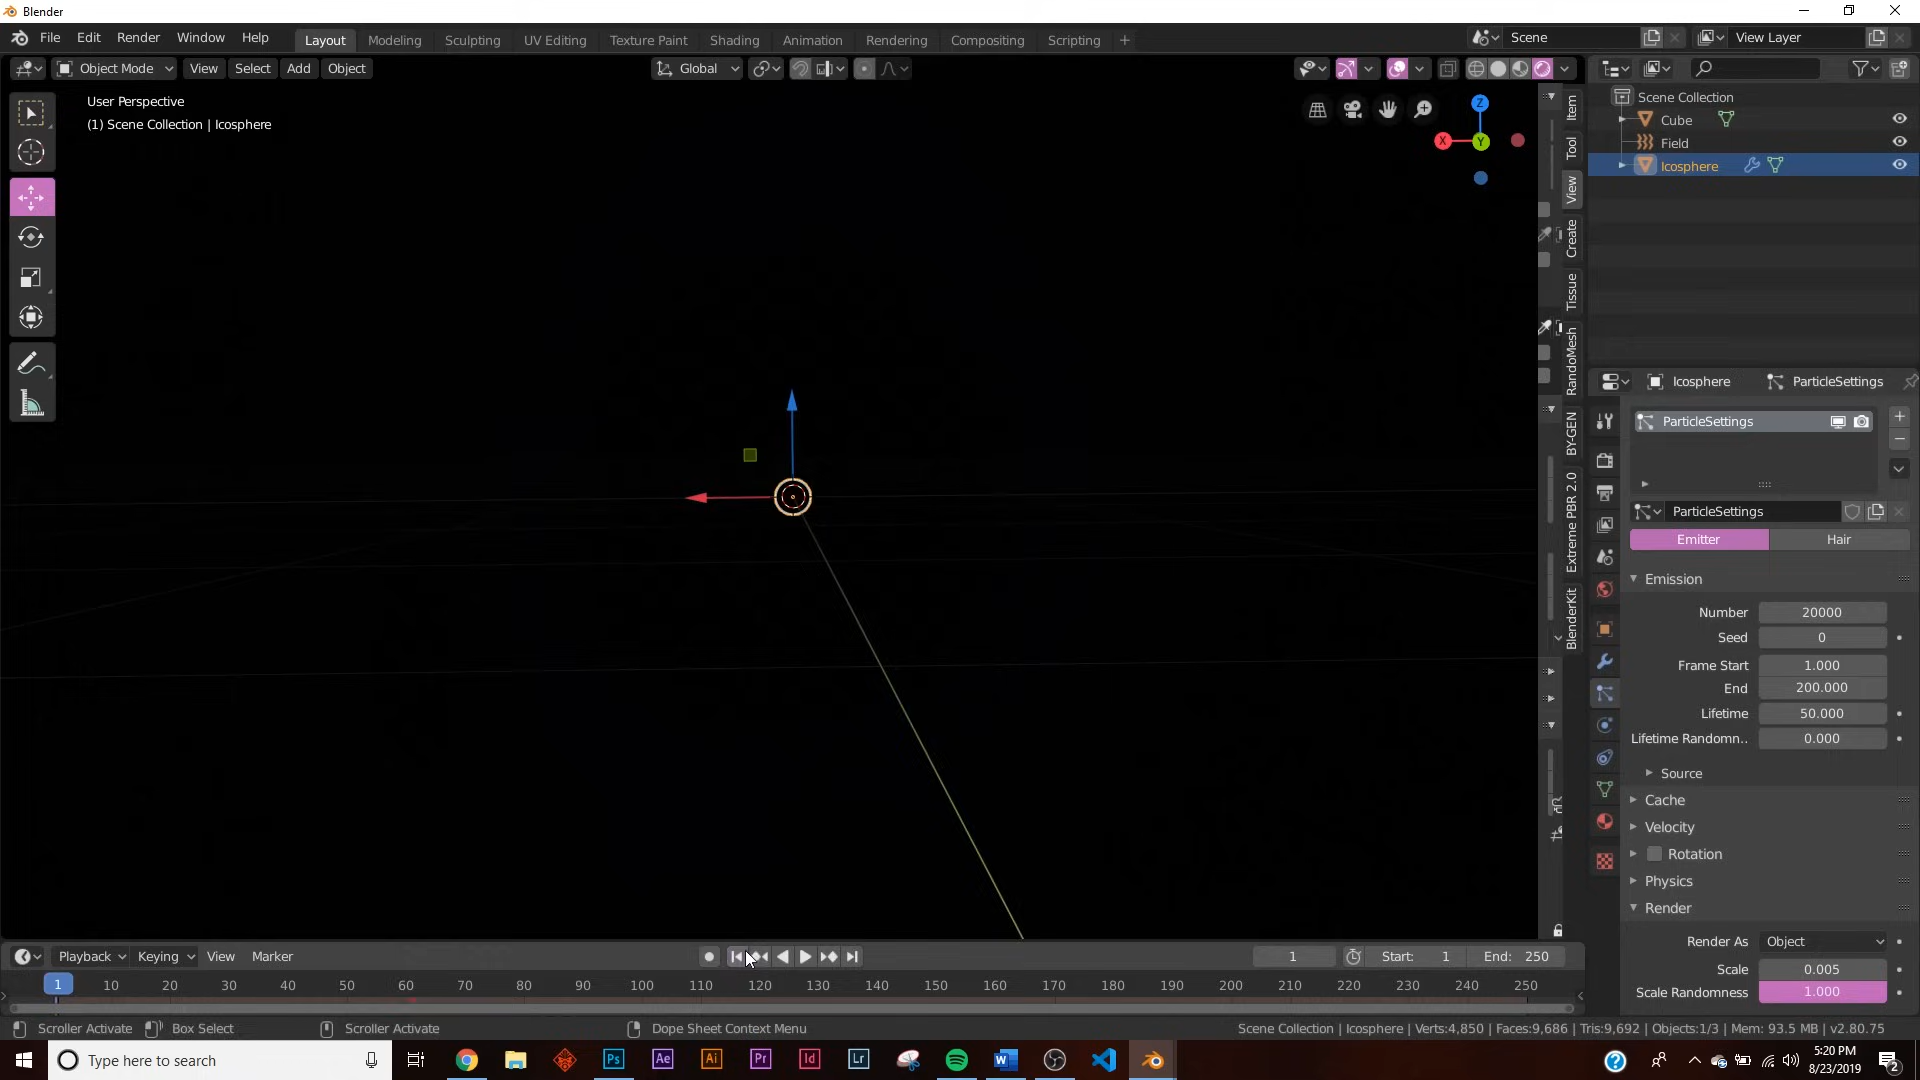 Blender
File Edit Render Window Help
Layout Modeling Sculpting UV Editing Texture Paint Shading Animation Rendering Compositing Scripting +
Scene
View Layer
Object Mode View Select Add Object
Global
User Perspective
(1) Scene Collection | Icosphere
Z
X
Y
Item
Tool
View
Create
Tissue
RandoMesh
BY-GEN
Extreme PBR 2.0
BlenderKit
Scene Collection
Cube
Field
Icosphere
Icosphere ParticleSettings
ParticleSettings
ParticleSettings
Emitter Hair
Emission
Number 20000
Seed 0
Frame Start 1.000
End 200.000
Lifetime 50.000
Lifetime Randomn.. 0.000
Source
Cache
Velocity
Rotation
Physics
Render
Render As Object
Scale 0.005
Scale Randomness 1.000
Playback Keying View Marker
1 Start: 1 End: 250
1 10 20 30 40 50 60 70 80 90 100 110 120 130 140 150 160 170 180 190 200 210 220 230 240 250
Scroller Activate Box Select Scroller Activate Dope Sheet Context Menu
Scene Collection | Icosphere | Verts:4,850 | Faces:9,686 | Tris:9,692 | Objects:1/3 | Mem: 93.5 MB | v2.80.75
Type here to search
Ps Ae Ai Pr Id Lr
5:20 PM
8/23/2019
2